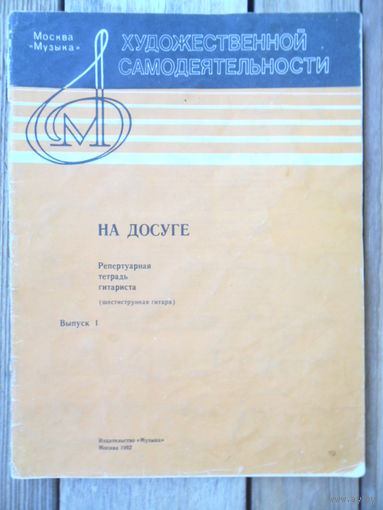 Москва
«Музыка»
ХУДОЖЕСТВЕННОЙ
САМОДЕЯТЕЛЬНОСТИ
М
НА ДОСУГЕ
Репертуарная
тетрадь
гитариста
(шестиструнная гитара)
Выпуск 1
Издательство «Музыка»
Москва 1982